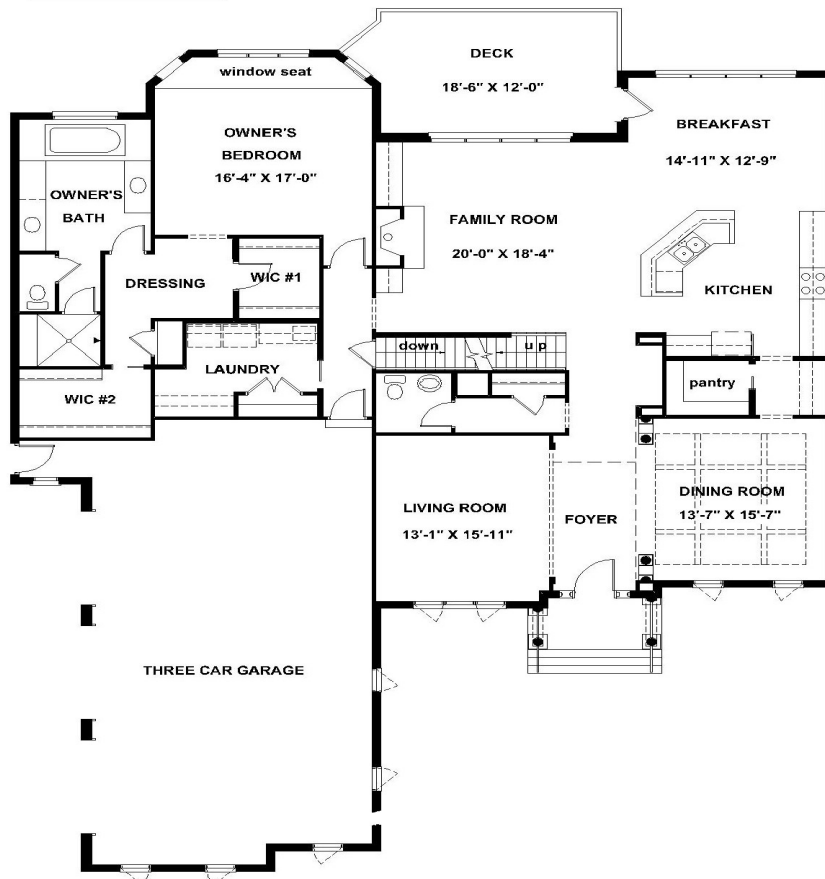 DECK
18'-6" X 12'-0"
window seat
OWNER'S
BEDROOM
16'-4" X 17'-0"
BREAKFAST
14'-11" X 12'-9"
OWNER'S
BATH
FAMILY ROOM
20'-0" X 18'-4"
DRESSING
WIC #1
KITCHEN
down
up
LAUNDRY
WIC #2
pantry
LIVING ROOM
13'-1" X 15'-11"
FOYER
DINING ROOM
13'-7" X 15'-7"
THREE CAR GARAGE